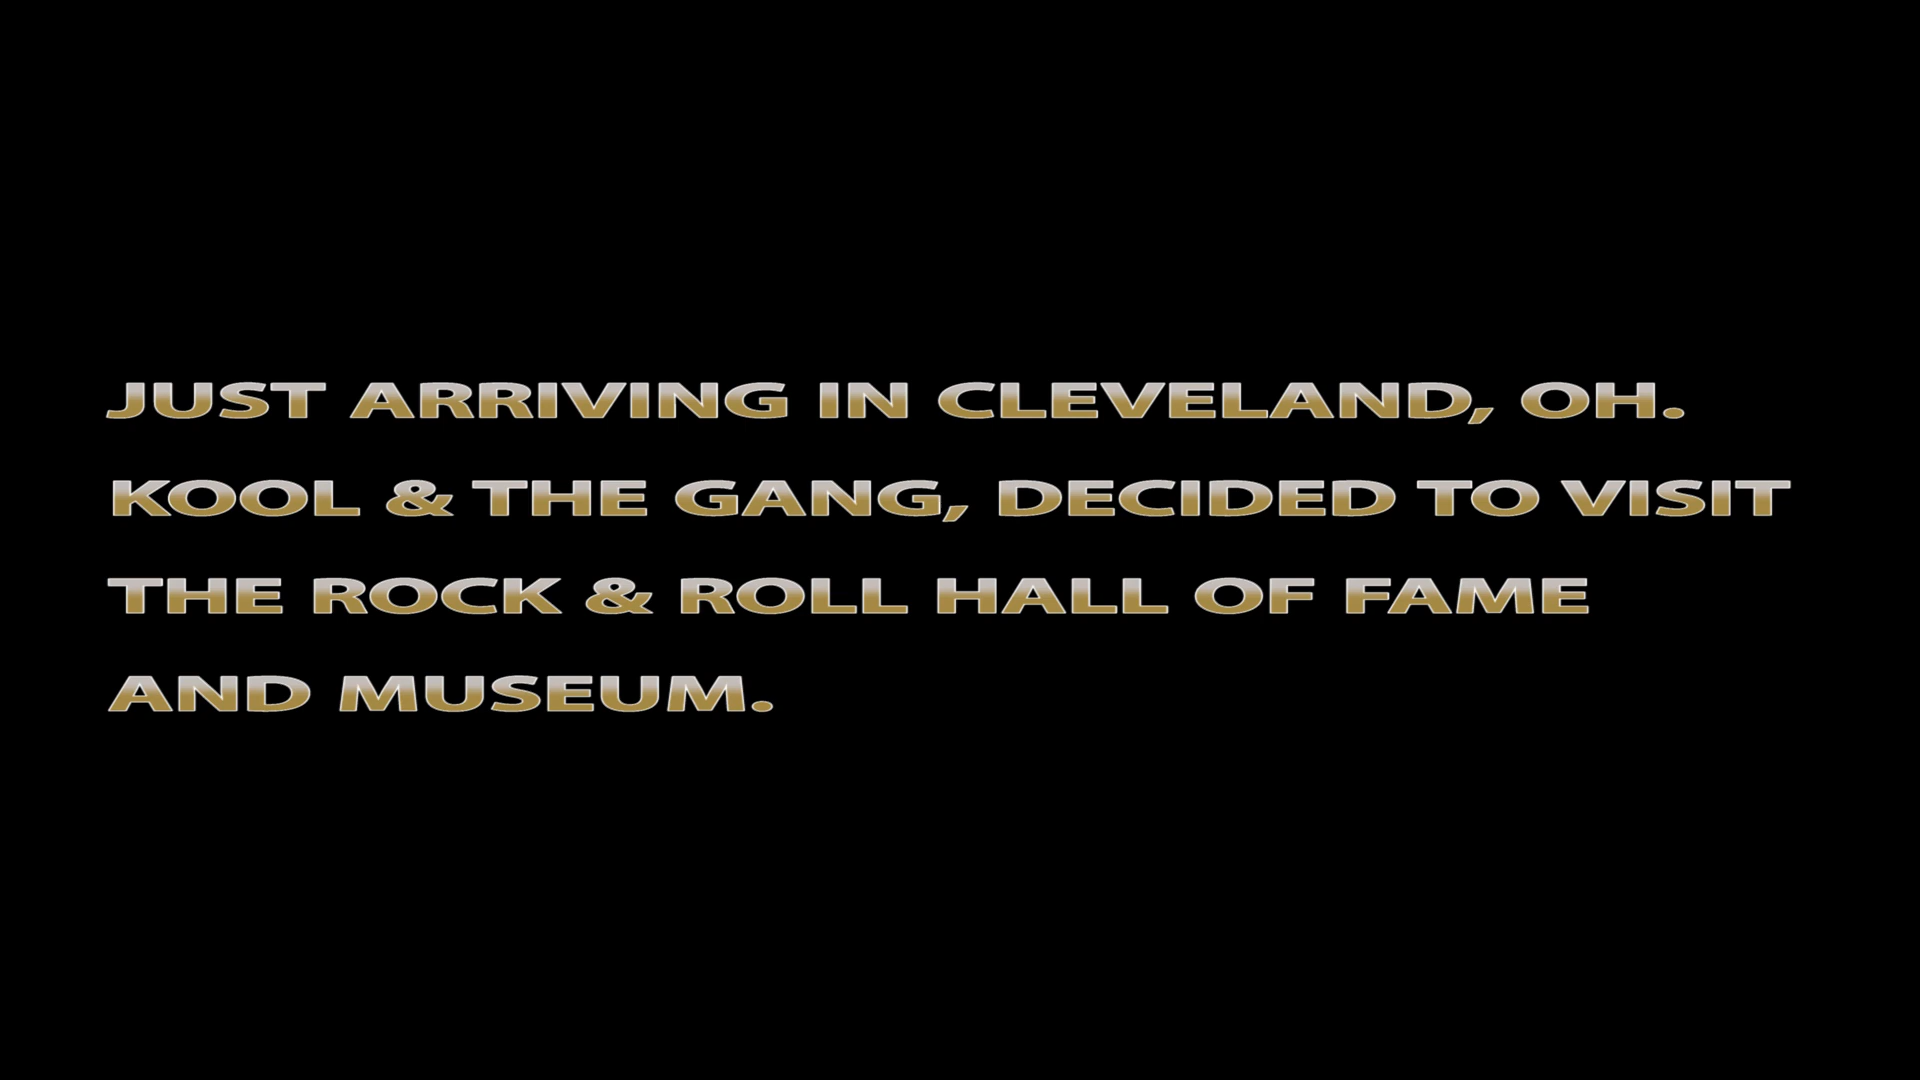 JUST ARRIVING IN CLEVELAND, OH.
KOOL & THE GANG, DECIDED TO VISIT
THE ROCK & ROLL HALL OF FAME
AND MUSEUM.